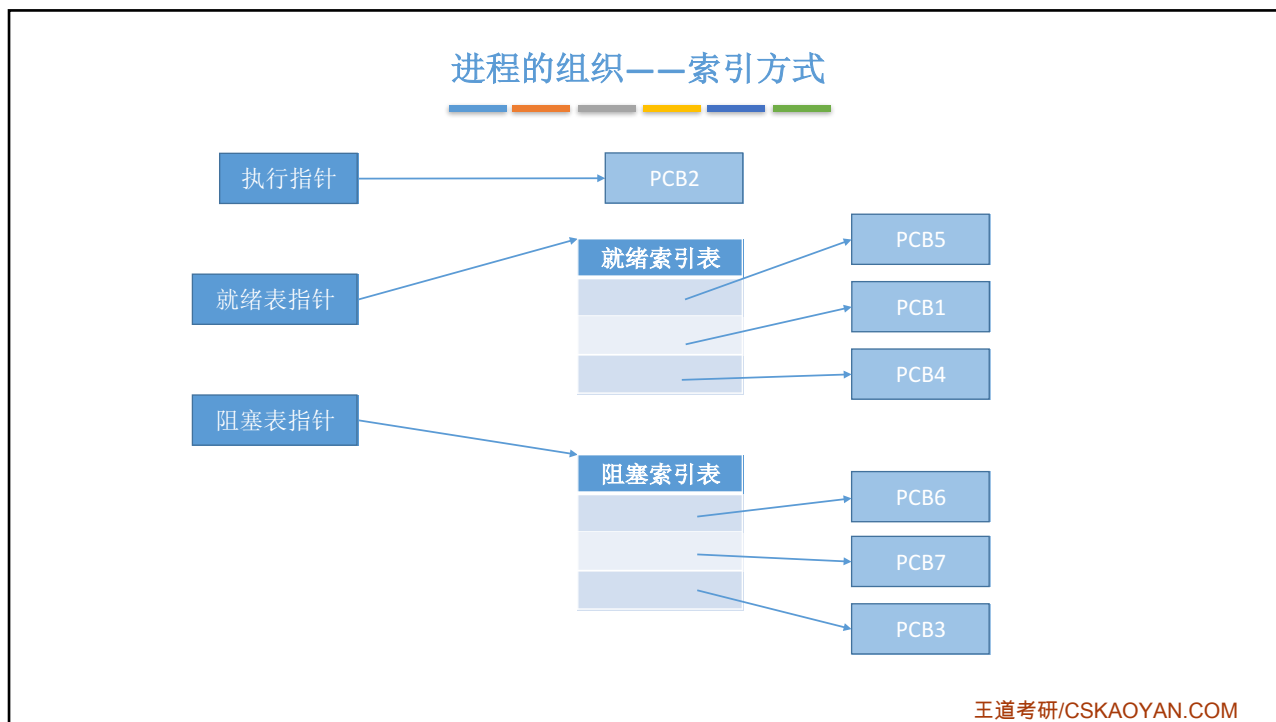 进程的组织——索引方式
执行指针
PCB2
就绪表指针
就绪索引表
PCB5
PCB1
PCB4
阻塞表指针
阻塞索引表
PCB6
PCB7
PCB3
王道考研/CSKAOYAN.COM